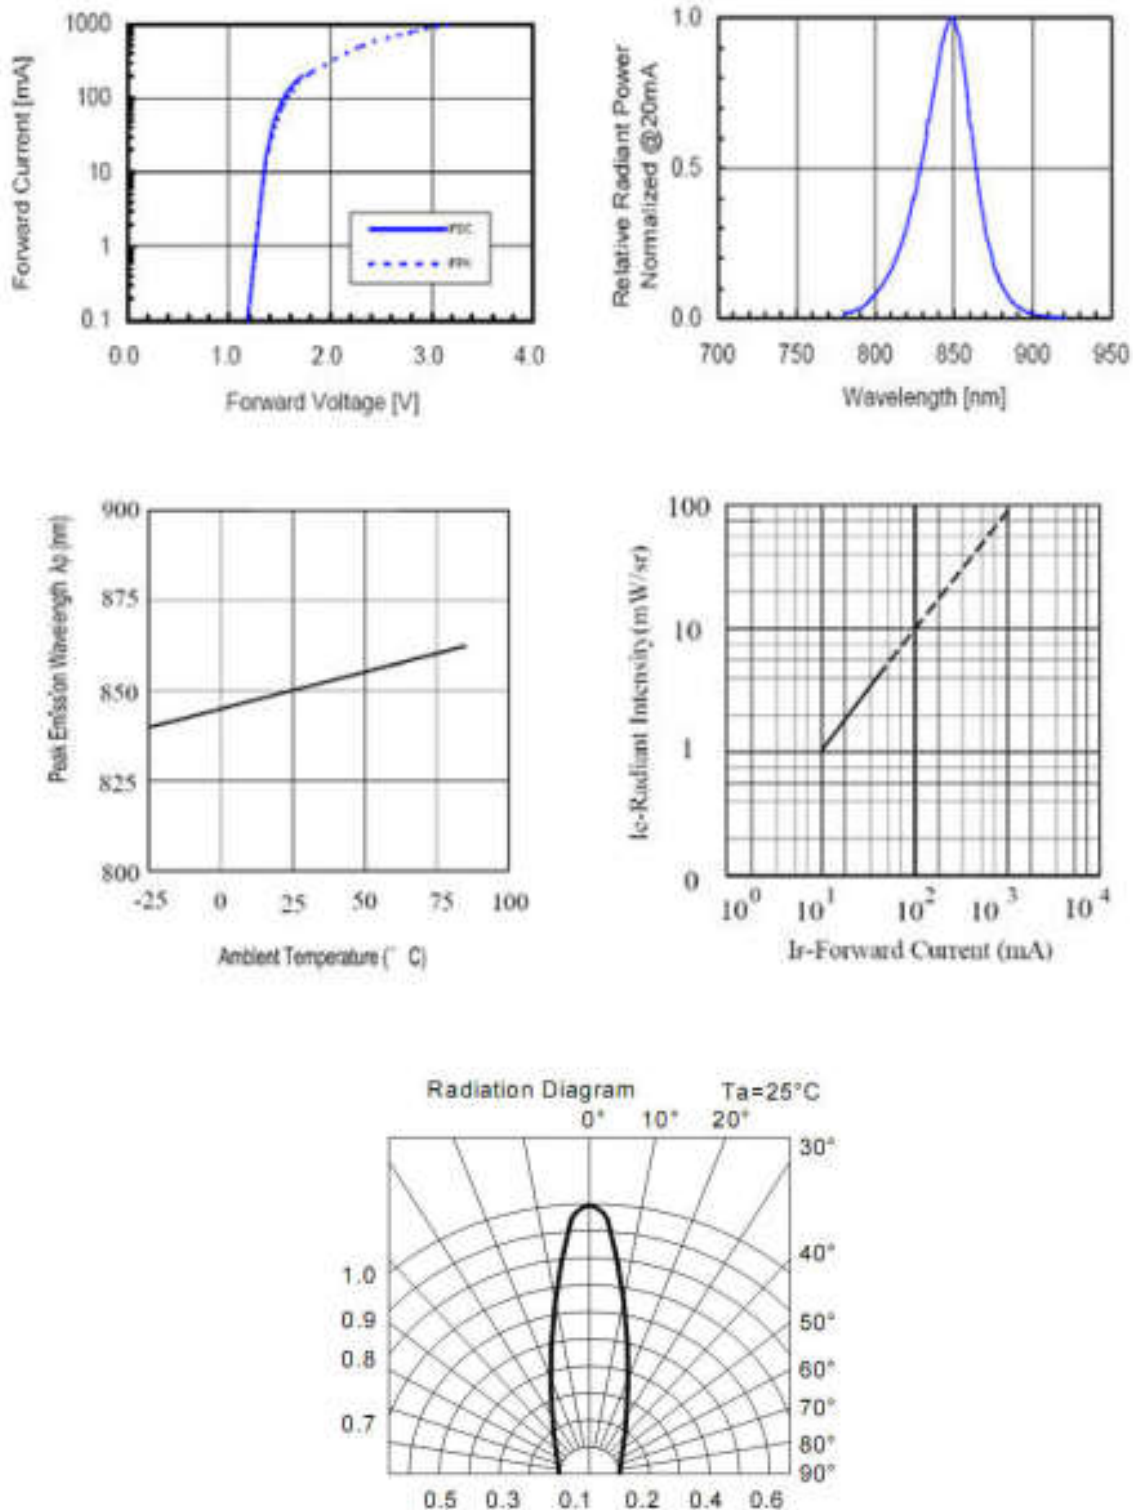 1000
100
10
1
0.1
0.0 1.0 2.0 3.0 4.0
Forward Current [mA]
Forward Voltage [V]
1.0
0.5
0.0
700 750 800 850 900 950
Relative Radiant Power
Normalized @20mA
Wavelength [nm]
900
875
850
825
800
-25 0 25 50 75 100
Peak Emission Wavelength λp (nm)
Ambient Temperature (° C)
100
10
1
0
10⁰ 10¹ 10² 10³ 10⁴
Ie-Radiant Intensity(mW/sr)
IF-Forward Current (mA)
Radiation Diagram Ta=25°C
0° 10° 20°
30°
40°
1.0
50°
0.9
0.8
60°
70°
0.7
80°
90°
0.5 0.3 0.1 0.2 0.4 0.6